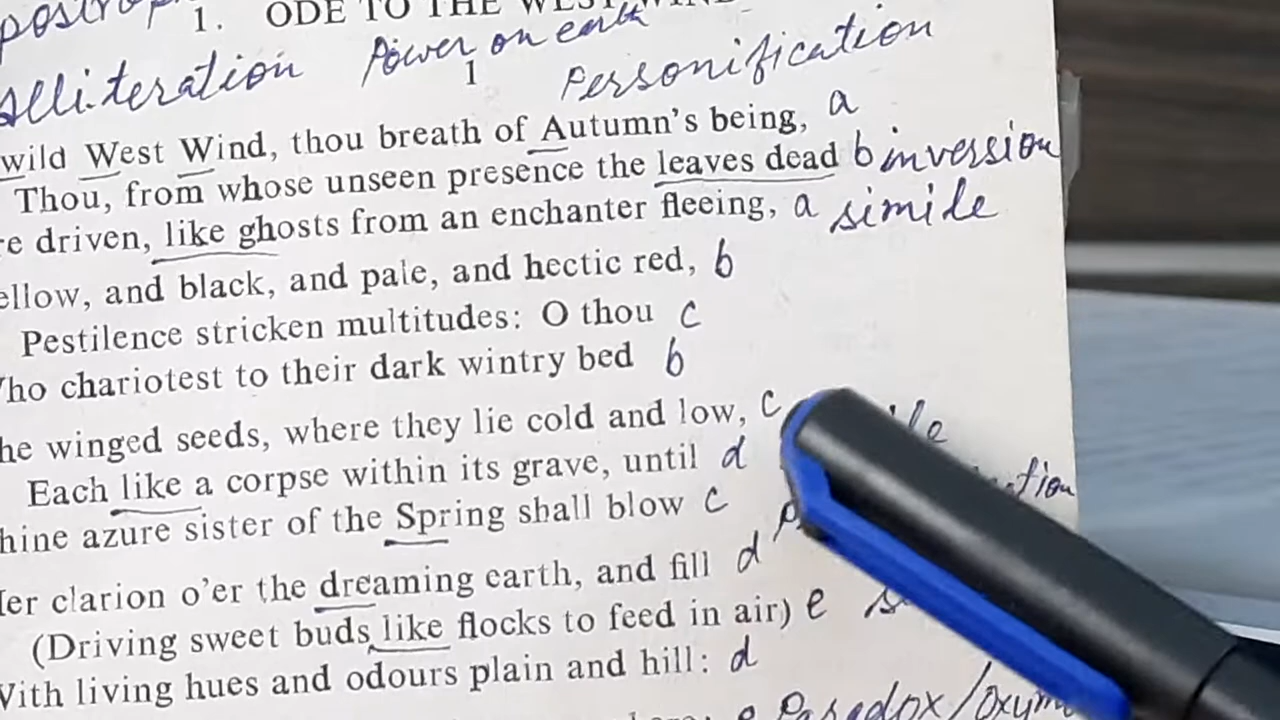 1. ODE TO THE WEST WIND
Alliteration Power on earth
1 Personification
wild West Wind, thou breath of Autumn's being, a
Thou, from whose unseen presence the leaves dead b inversion
re driven, like ghosts from an enchanter fleeing, a simile
ellow, and black, and pale, and hectic red, b
Pestilence stricken multitudes: O thou c
ho chariotest to their dark wintry bed b
he winged seeds, where they lie cold and low, c
Each like a corpse within its grave, until d
hine azure sister of the Spring shall blow c
er clarion o'er the dreaming earth, and fill d
(Driving sweet buds like flocks to feed in air) e
With living hues and odours plain and hill: d
Paradox/Oxym